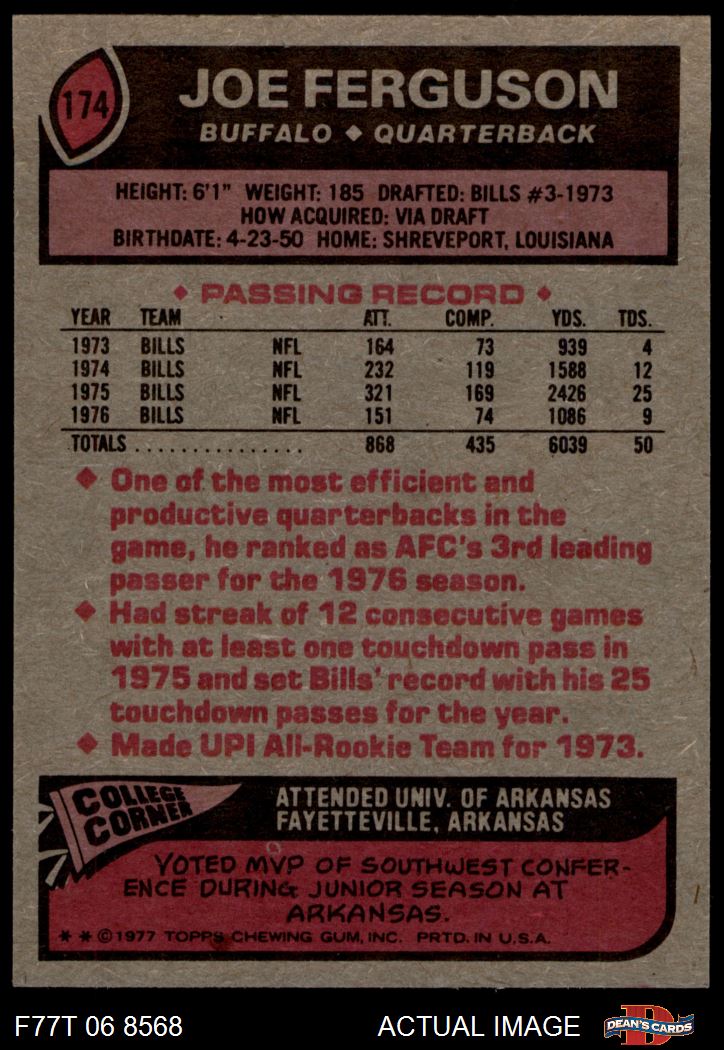 174
JOE FERGUSON
BUFFALO ◆ QUARTERBACK
HEIGHT: 6'1" WEIGHT: 185 DRAFTED: BILLS #3-1973
HOW ACQUIRED: VIA DRAFT
BIRTHDATE: 4-23-50 HOME: SHREVEPORT, LOUISIANA
◆ PASSING RECORD ◆
YEAR TEAM ATT. COMP. YDS. TDS.
1973 BILLS NFL 164 73 939 4
1974 BILLS NFL 232 119 1588 12
1975 BILLS NFL 321 169 2426 25
1976 BILLS NFL 151 74 1086 9
TOTALS ............... 868 435 6039 50
◆ One of the most efficient and
productive quarterbacks in the
game, he ranked as AFC's 3rd leading
passer for the 1976 season.
◆ Had streak of 12 consecutive games
with at least one touchdown pass in
1975 and set Bills' record with his 25
touchdown passes for the year.
◆ Made UPI All-Rookie Team for 1973.
COLLEGE
CORNER
ATTENDED UNIV. OF ARKANSAS
FAYETTEVILLE, ARKANSAS
VOTED MVP OF SOUTHWEST CONFER-
ENCE DURING JUNIOR SEASON AT
ARKANSAS.
** ©1977 TOPPS CHEWING GUM, INC. PRTD. IN U.S.A.
F77T 06 8568 ACTUAL IMAGE
D
DEAN'S CARDS